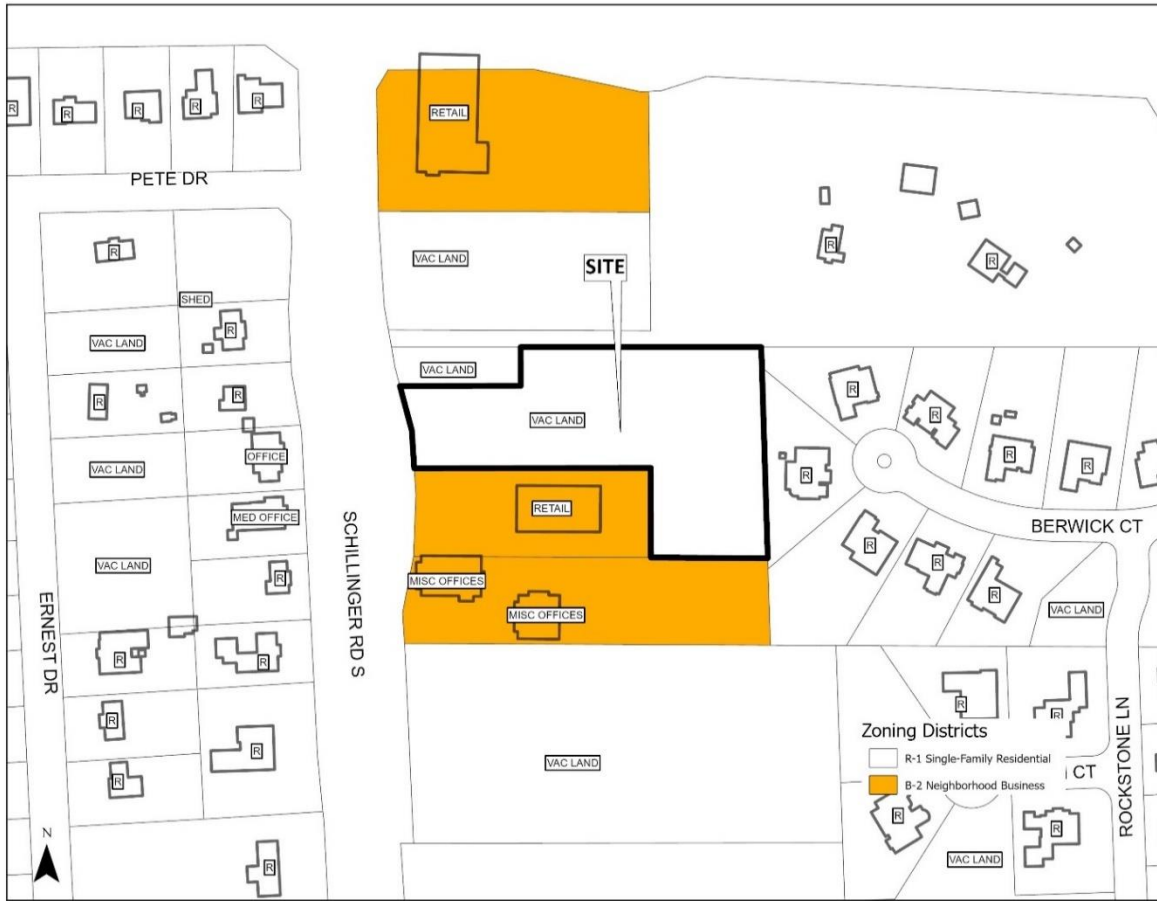 R
R
R
R
R
RETAIL
PETE DR
R
VAC LAND
SITE
R
R
SHED
R
VAC LAND
VAC LAND
R
R
VAC LAND
R
R
VAC LAND
OFFICE
R
R
R
MED OFFICE
RETAIL
BERWICK CT
VAC LAND
R
MISC OFFICES
R
R
R
MISC OFFICES
VAC LAND
ERNEST DR
SCHILLINGER RD S
R
R
R
R
R
R
VAC LAND
R
Zoning Districts
R-1 Single-Family Residential
B-2 Neighborhood Business
CT
ROCKSTONE LN
R
R
VAC LAND
N
R